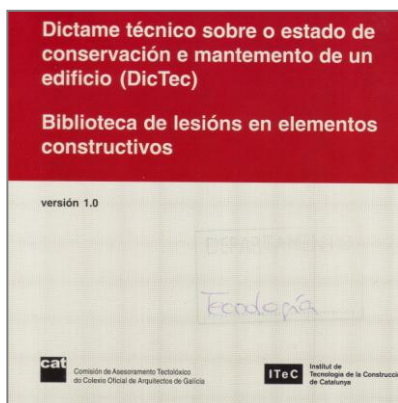 Dictame técnico sobre o estado de
conservación e mantemento de un
edificio (DicTec)
Biblioteca de lesións en elementos
constructivos
versión 1.0
Tecnología
cat
Comisión de Asesoramento Tectolóxico
do Colexio Oficial de Arquitectos de Galicia
ITeC
Institut de
Tecnologia de la Construcció
de Catalunya